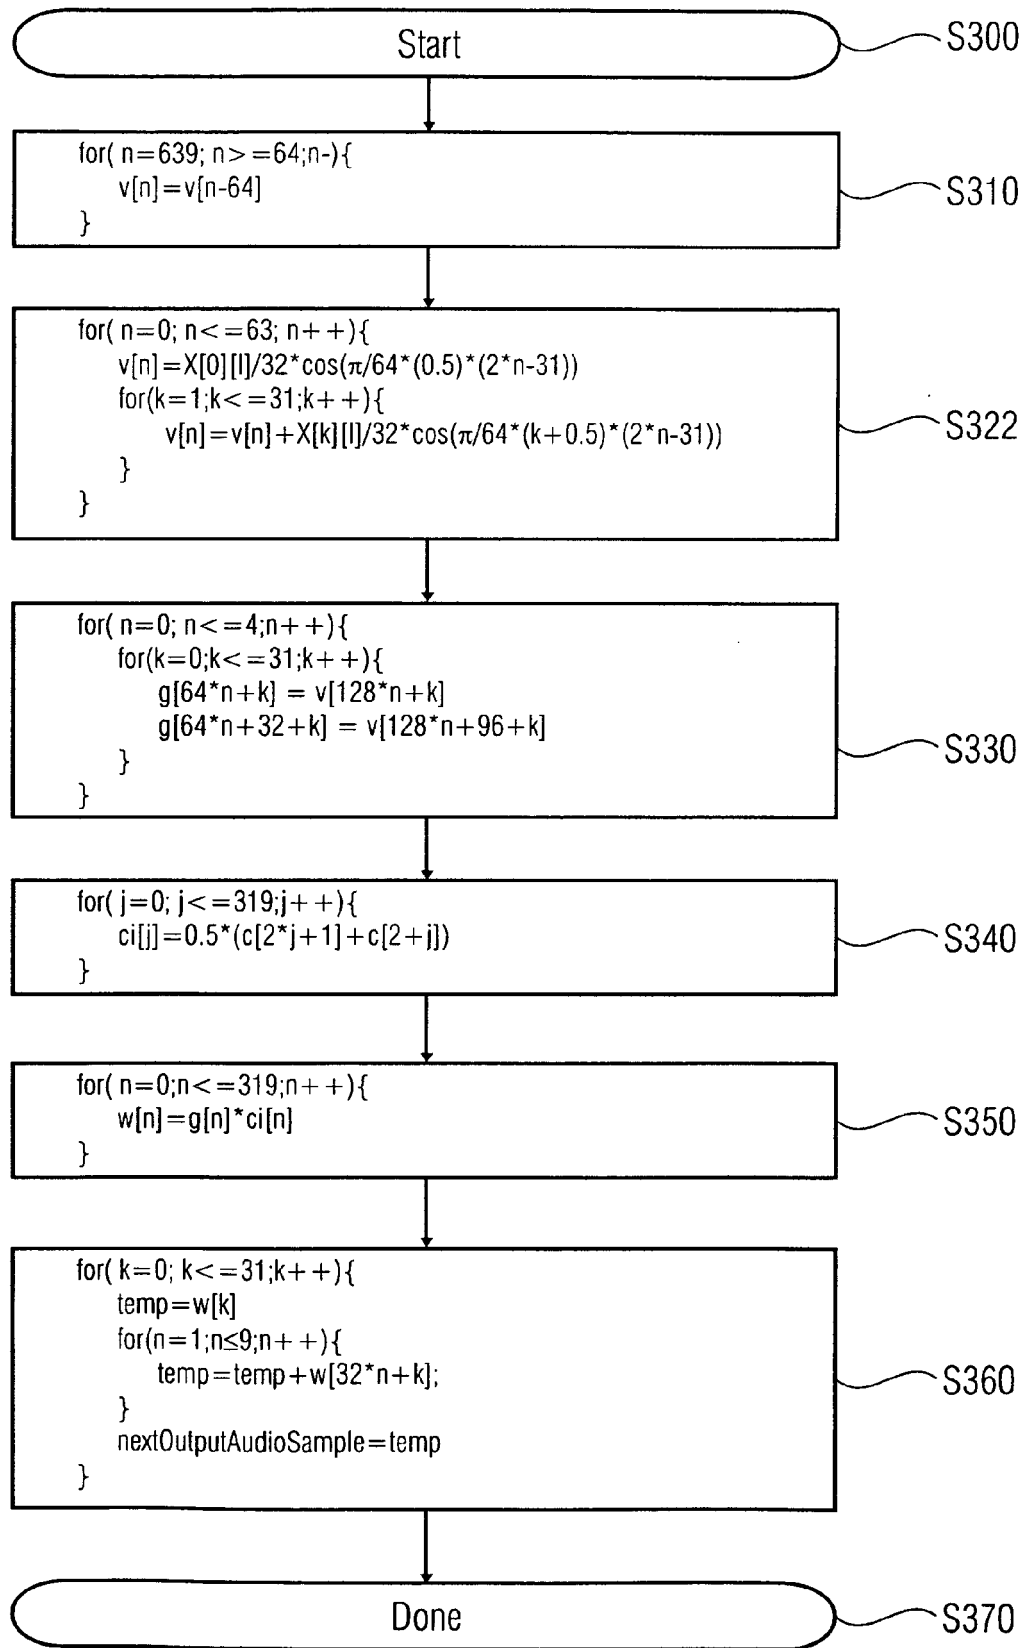 Start
S300
for( n=639; n>=64;n-){
v[n]=v[n-64]
}
S310
for( n=0; n<=63; n++){
v[n]=X[0][l]/32*cos(π/64*(0.5)*(2*n-31))
for(k=1;k<=31;k++){
v[n]=v[n]+X[k][l]/32*cos(π/64*(k+0.5)*(2*n-31))
}
}
S322
for( n=0; n<=4;n++){
for(k=0;k<=31;k++){
g[64*n+k] = v[128*n+k]
g[64*n+32+k] = v[128*n+96+k]
}
}
S330
for( j=0; j<=319;j++){
ci[j]=0.5*(c[2*j+1]+c[2+j])
}
S340
for( n=0;n<=319;n++){
w[n]=g[n]*ci[n]
}
S350
for( k=0; k<=31;k++){
temp=w[k]
for(n=1;n≤9;n++){
temp=temp+w[32*n+k];
}
nextOutputAudioSample=temp
}
S360
Done
S370